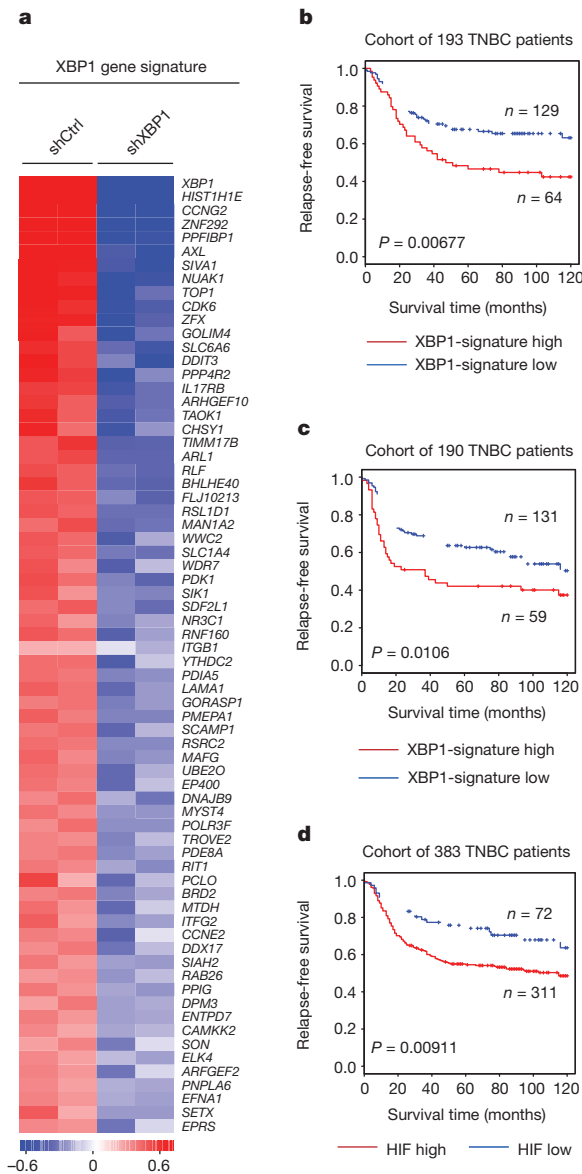 a
XBP1 gene signature
shCtrl
shXBP1
XBP1
HIST1H1E
CCNG2
ZNF292
PPFIBP1
AXL
SIVA1
NUAK1
TOP1
CDK6
ZFX
GOLIM4
SLC6A6
DDIT3
PPP4R2
IL17RB
ARHGEF10
TAOK1
CHSY1
TIMM17B
ARL1
RLF
BHLHE40
FLJ10213
RSL1D1
MAN1A2
WWC2
SLC1A4
WDR7
PDK1
SIK1
SDF2L1
NR3C1
RNF160
ITGB1
YTHDC2
PDIA5
LAMA1
GORASP1
PMEPA1
SCAMP1
RSRC2
MAFG
UBE2O
EP400
DNAJB9
MYST4
POLR3F
TROVE2
PDE8A
RIT1
PCLO
BRD2
MTDH
ITFG2
CCNE2
DDX17
SIAH2
RAB26
PPIG
DPM3
ENTPD7
CAMKK2
SON
ELK4
ARFGEF2
PNPLA6
EFNA1
SETX
EPRS
−0.6 0 0.6
b
Cohort of 193 TNBC patients
Relapse-free survival
1.0
0.8
0.6
0.4
0.2
0.0
n = 129
n = 64
P = 0.00677
0 20 40 60 80 100 120
Survival time (months)
XBP1-signature high
XBP1-signature low
c
Cohort of 190 TNBC patients
Relapse-free survival
1.0
0.8
0.6
0.4
0.2
0.0
n = 131
n = 59
P = 0.0106
0 20 40 60 80 100 120
Survival time (months)
XBP1-signature high
XBP1-signature low
d
Cohort of 383 TNBC patients
Relapse-free survival
1.0
0.8
0.6
0.4
0.2
0.0
n = 72
n = 311
P = 0.00911
0 20 40 60 80 100 120
Survival time (months)
HIF high HIF low